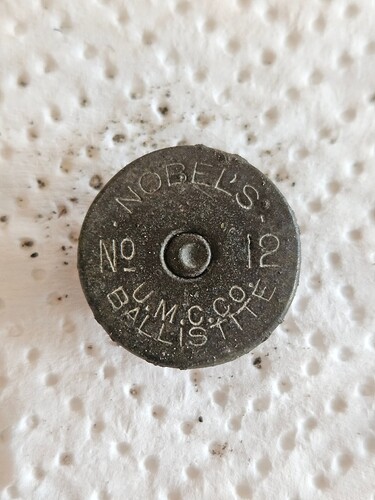 NOBEL'S
No 12
U.M.C.CO.
BALLISTITE